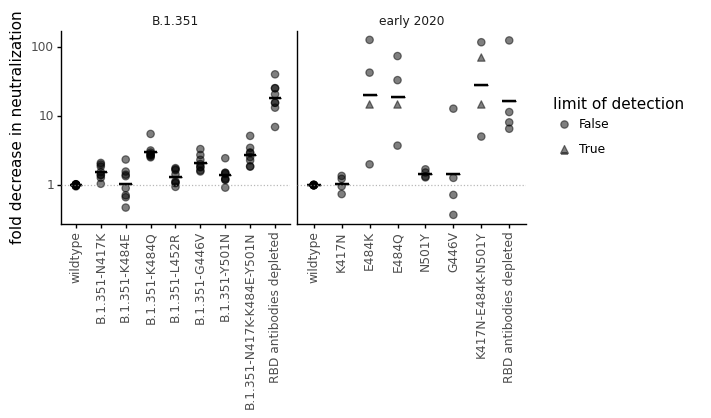 B.1.351
early 2020
fold decrease in neutralization
100
10
1
wildtype
B.1.351-N417K
B.1.351-K484E
B.1.351-K484Q
B.1.351-L452R
B.1.351-G446V
B.1.351-Y501N
B.1.351-N417K-K484E-Y501N
RBD antibodies depleted
wildtype
K417N
E484K
E484Q
N501Y
G446V
K417N-E484K-N501Y
RBD antibodies depleted
limit of detection
False
True